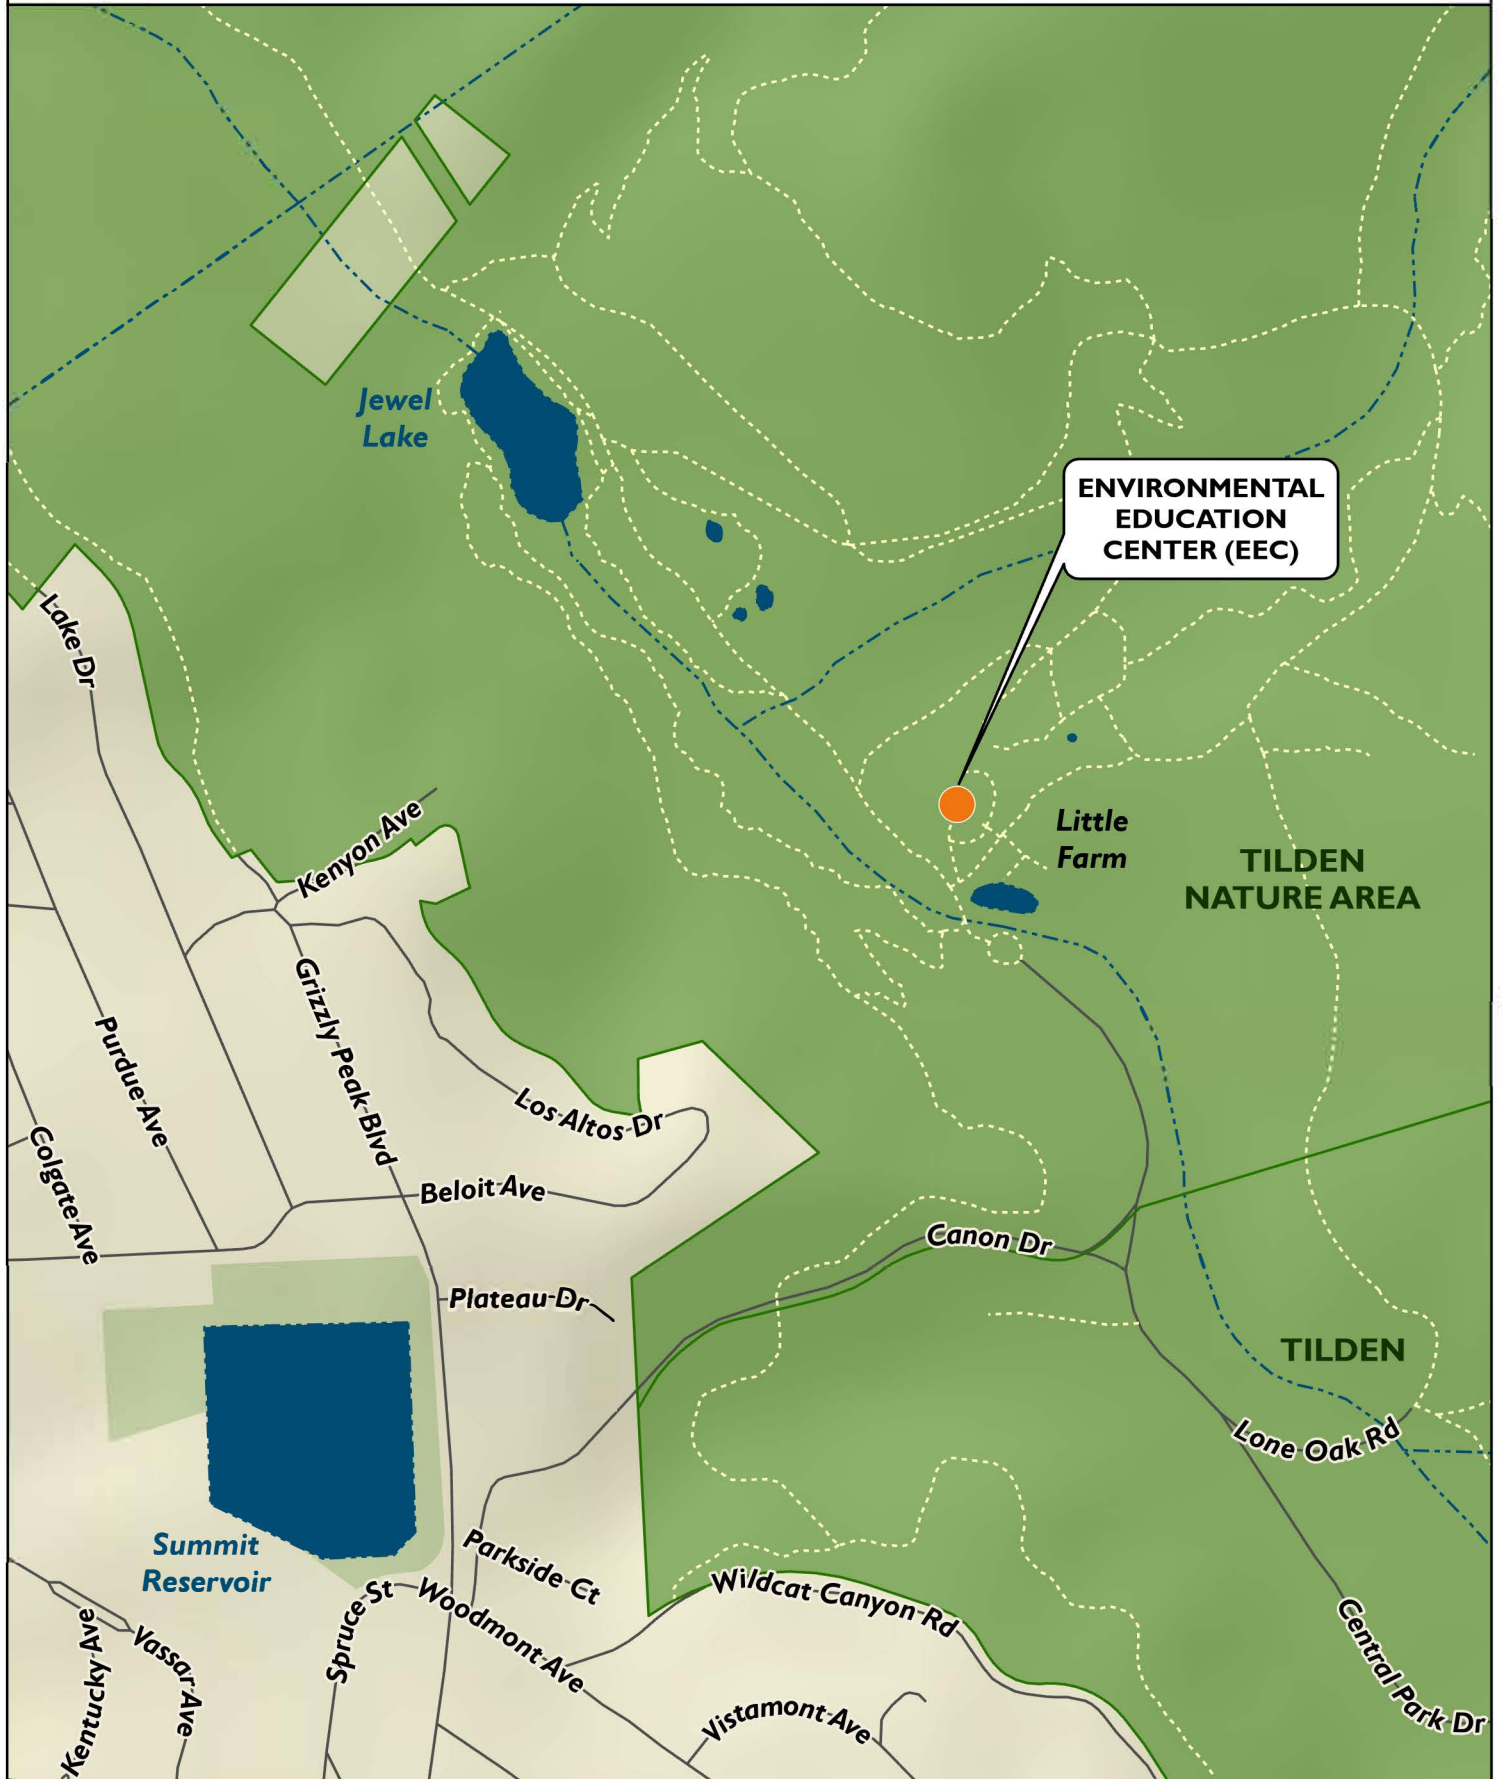 Jewel
Lake
ENVIRONMENTAL
EDUCATION
CENTER (EEC)
Lake Dr
Kenyon Ave
Little
Farm
TILDEN
NATURE AREA
Grizzly Peak Blvd
Purdue Ave
Los Altos Dr
Colgate Ave
Beloit Ave
Canon Dr
Plateau Dr
TILDEN
Lone Oak Rd
Summit
Reservoir
Parkside Ct
Spruce St
Woodmont Ave
Wildcat Canyon Rd
Kentucky Ave
Vassar Ave
Vistamont Ave
Central Park Dr